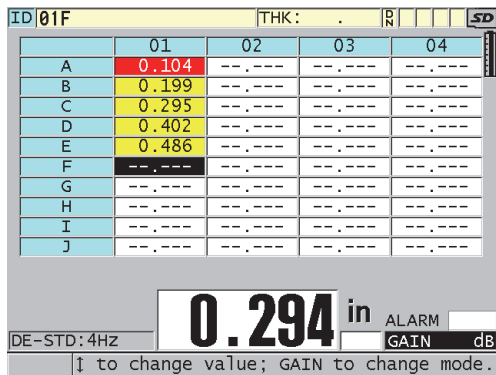 ID 01F THK: . DN SD
01 02 03 04
A 0.104 --.--- --.--- --.---
B 0.199 --.--- --.--- --.---
C 0.295 --.--- --.--- --.---
D 0.402 --.--- --.--- --.---
E 0.486 --.--- --.--- --.---
F --.--- --.--- --.--- --.---
G --.--- --.--- --.--- --.---
H --.--- --.--- --.--- --.---
I --.--- --.--- --.--- --.---
J --.--- --.--- --.--- --.---
0.294 in
ALARM
DE-STD:4Hz GAIN dB
↕ to change value; GAIN to change mode.